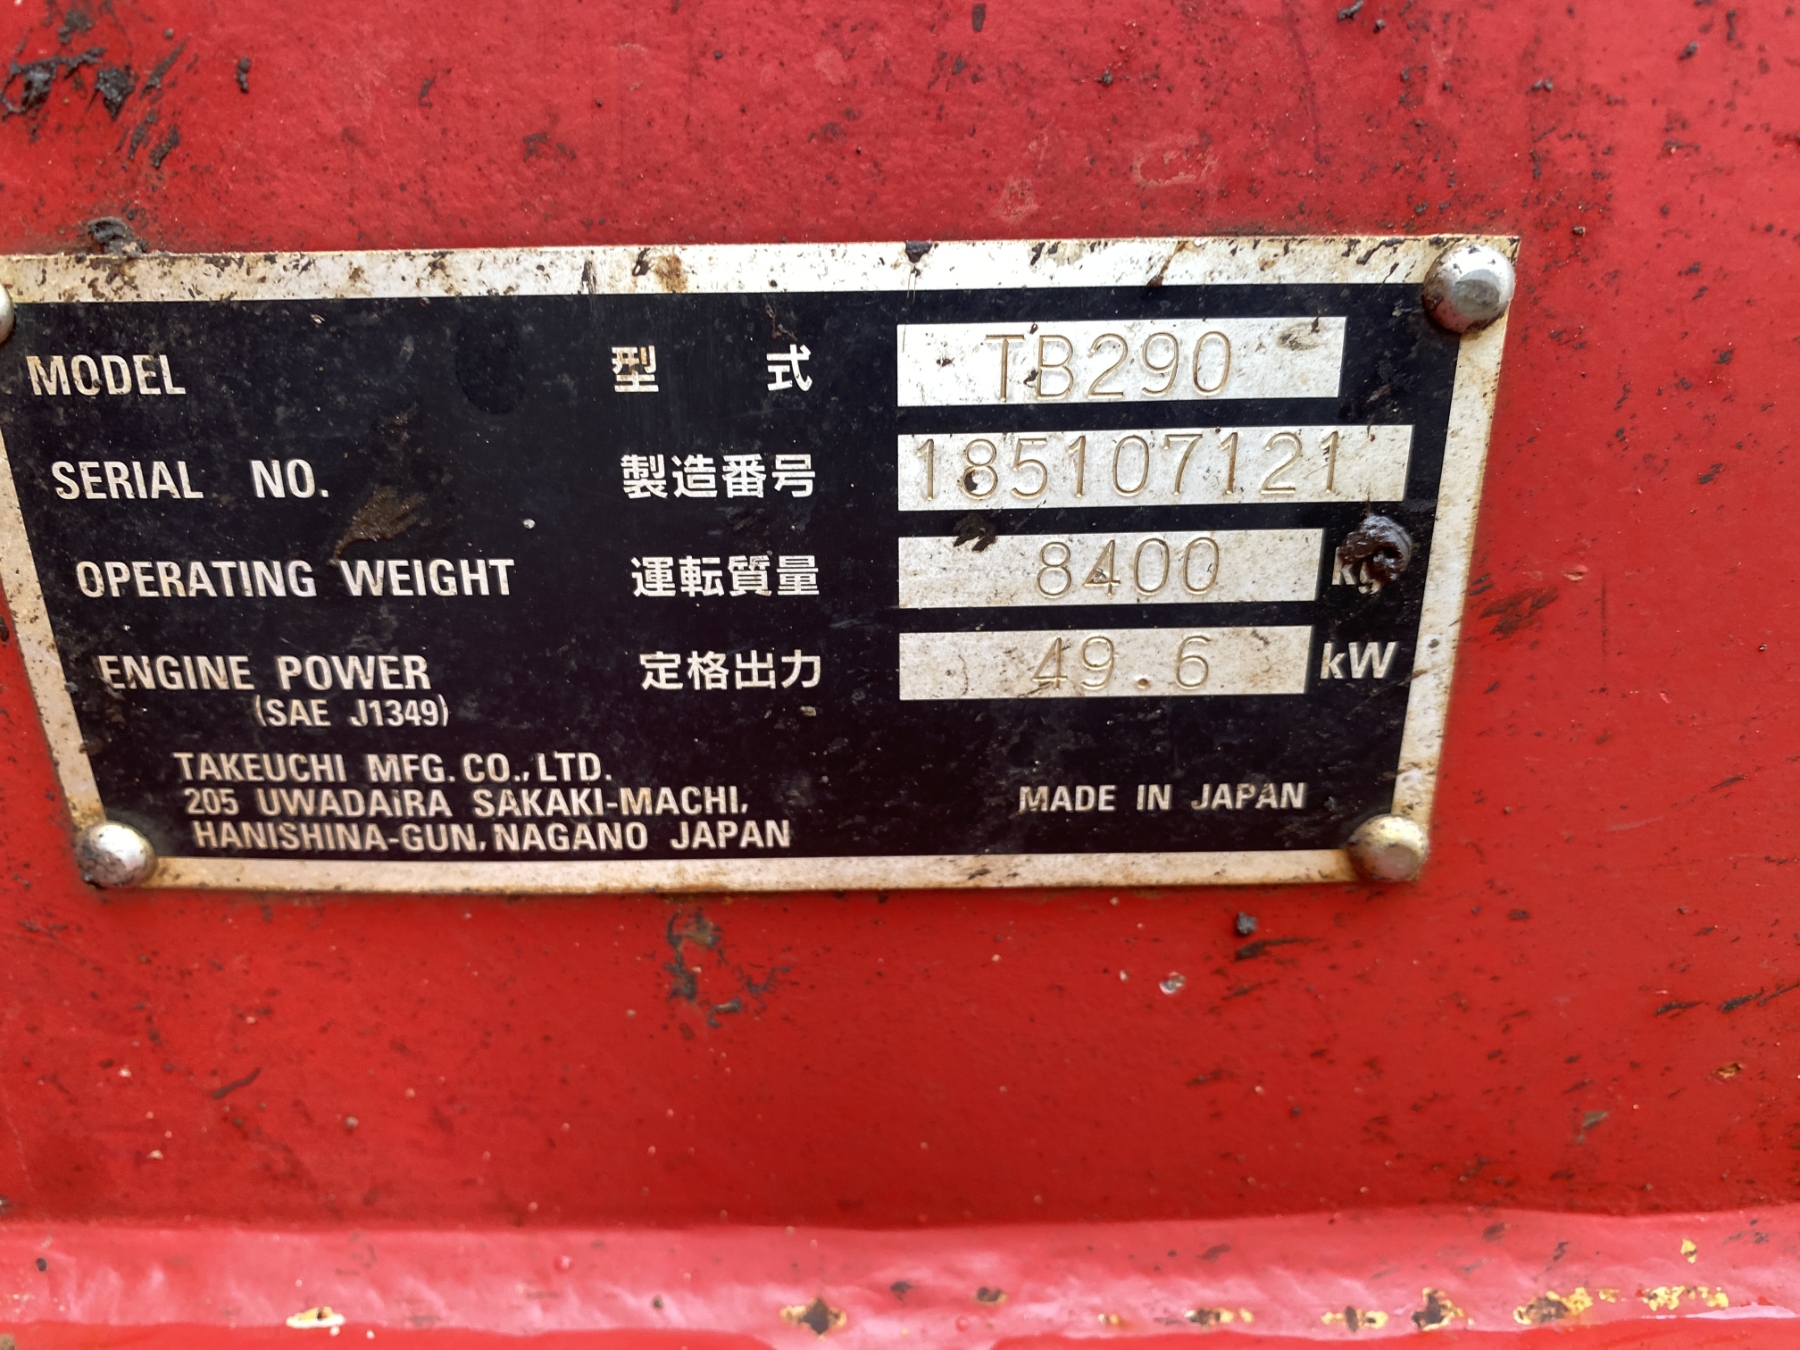 MODEL 型 式 TB290
SERIAL NO. 製造番号 185107121
OPERATING WEIGHT 運転質量 8400 kg
ENGINE POWER 定格出力 49.6 kW
(SAE J1349)
TAKEUCHI MFG. CO., LTD.
205 UWADAIRA SAKAKI-MACHI,
HANISHINA-GUN, NAGANO JAPAN
MADE IN JAPAN